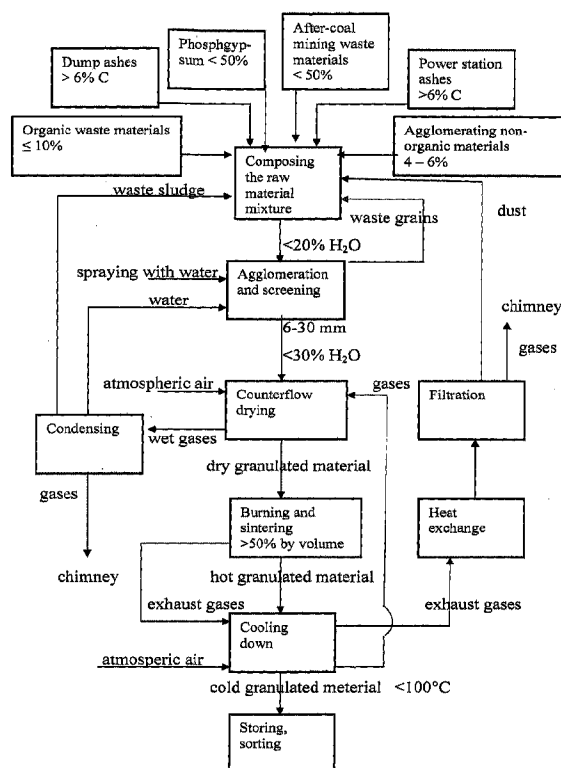 After-coal
mining waste
materials
< 50%
Phosphgyp-
sum < 50%
Dump ashes
> 6% C
Power station
ashes
>6% C
Organic waste materials
≤ 10%
Agglomerating non-
organic materials
4 – 6%
Composing
the raw
material
mixture
waste sludge
waste grains
dust
<20% H₂O
spraying with water
Agglomeration
and screening
water
chimney
6-30 mm
gases
<30% H₂O
atmospheric air
gases
Counterflow
drying
Filtration
Condensing
wet gases
dry granulated material
gases
Burning and
sintering
>50% by volume
Heat
exchange
chimney
hot granulated material
exhaust gases
exhaust gases
Cooling
down
atmosperic air
cold granulated meterial <100°C
Storing,
sorting